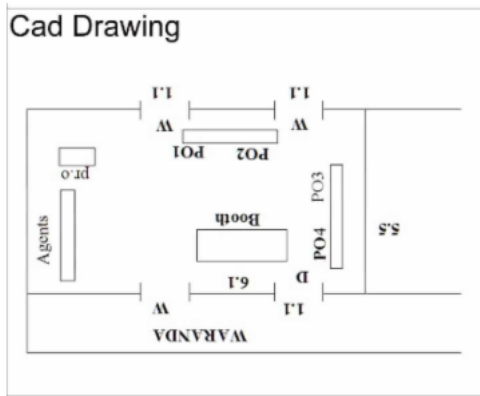 Cad Drawing
1.1
1.1
W
W
PO1
PO2
pr.o
PO3
Agents
Booth
5.5
PO4
6.1
D
W
1.1
WARANDA